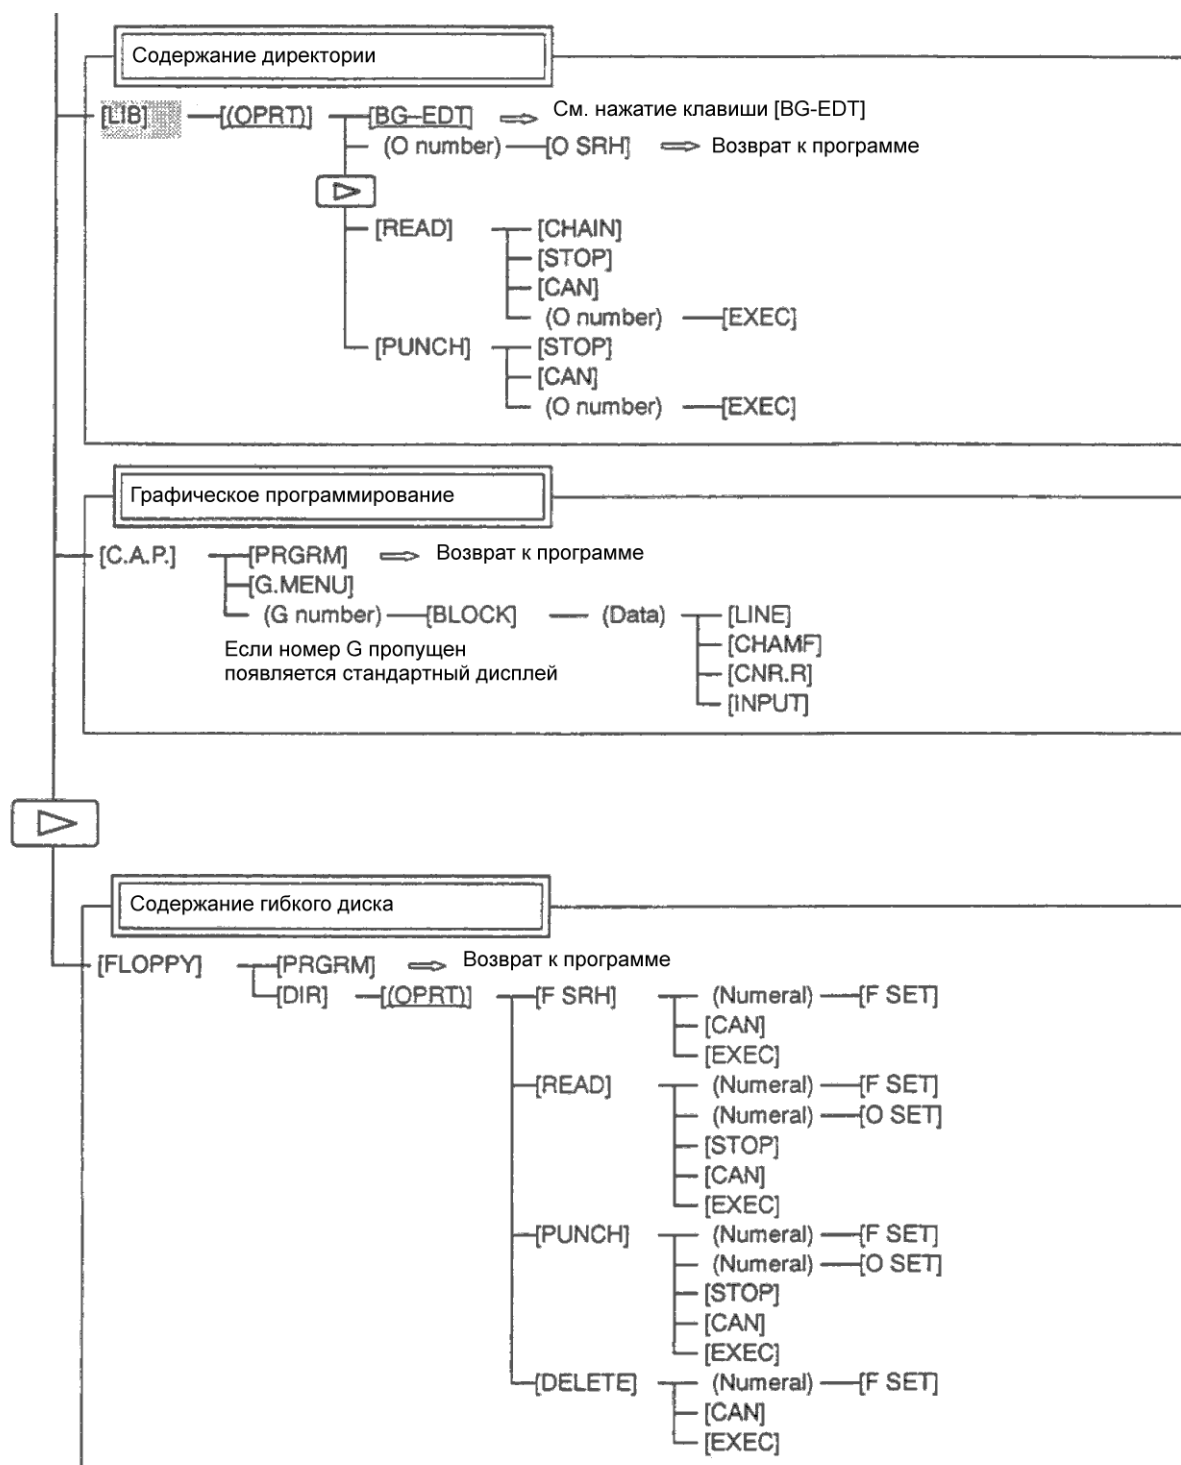 Содержание директории
[LIB] [(OPRT)] [BG-EDT] См. нажатие клавиши [BG-EDT]
(O number) [O SRH] Возврат к программе
[READ] [CHAIN]
[STOP]
[CAN]
(O number) [EXEC]
[PUNCH] [STOP]
[CAN]
(O number) [EXEC]
Графическое программирование
[C.A.P.] [PRGRM] Возврат к программе
[G.MENU]
(G number) [BLOCK] (Data) [LINE]
[CHAMF]
Если номер G пропущен
появляется стандартный дисплей
[CNR.R]
[INPUT]
Содержание гибкого диска
[FLOPPY] [PRGRM] Возврат к программе
[DIR] [(OPRT)] [F SRH] (Numeral) [F SET]
[CAN]
[EXEC]
[READ] (Numeral) [F SET]
(Numeral) [O SET]
[STOP]
[CAN]
[EXEC]
[PUNCH] (Numeral) [F SET]
(Numeral) [O SET]
[STOP]
[CAN]
[EXEC]
[DELETE] (Numeral) [F SET]
[CAN]
[EXEC]